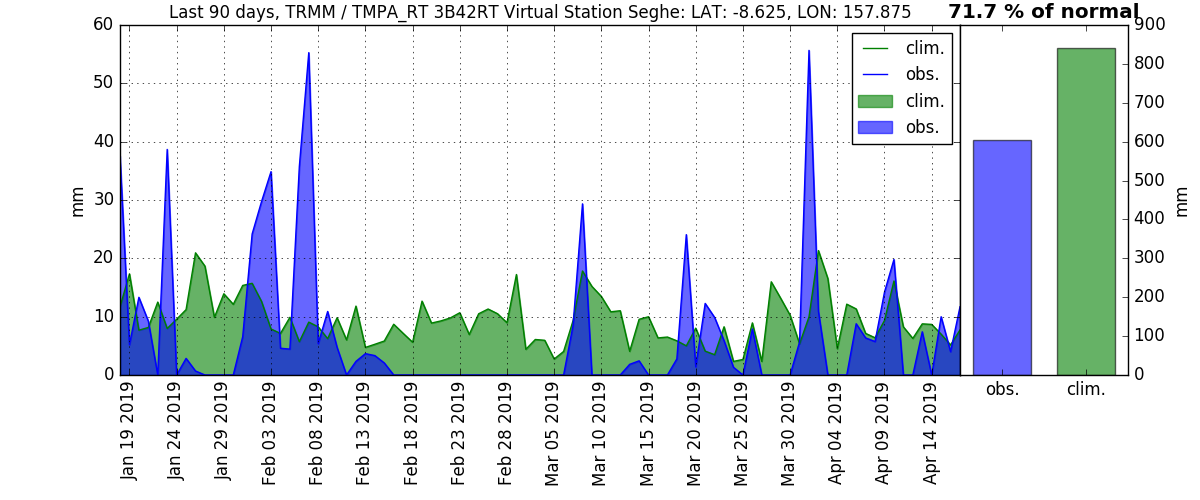 Last 90 days, TRMM / TMPA_RT 3B42RT Virtual Station Seghe: LAT: -8.625, LON: 157.875
71.7 % of normal
60
50
40
30
20
10
0
mm
clim.
obs.
clim.
obs.
Jan 19 2019
Jan 24 2019
Jan 29 2019
Feb 03 2019
Feb 08 2019
Feb 13 2019
Feb 18 2019
Feb 23 2019
Feb 28 2019
Mar 05 2019
Mar 10 2019
Mar 15 2019
Mar 20 2019
Mar 25 2019
Mar 30 2019
Apr 04 2019
Apr 09 2019
Apr 14 2019
900
800
700
600
500
400
300
200
100
0
mm
obs.
clim.